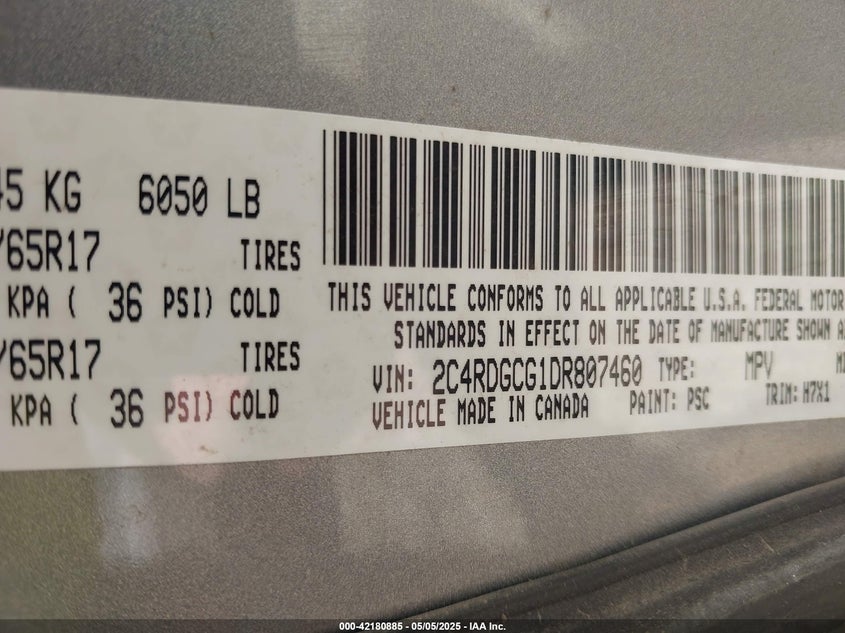 45 KG 6050 LB
/65R17 TIRES
KPA ( 36 PSI) COLD
/65R17 TIRES
KPA ( 36 PSI) COLD
THIS VEHICLE CONFORMS TO ALL APPLICABLE U.S.A. FEDERAL MOTOR
STANDARDS IN EFFECT ON THE DATE OF MANUFACTURE SHOWN A
VIN: 2C4RDGCG1DR807460 TYPE: MPV
VEHICLE MADE IN CANADA PAINT: PSC TRIM: H7X1
000-42180885 - 05/05/2025 - IAA Inc.